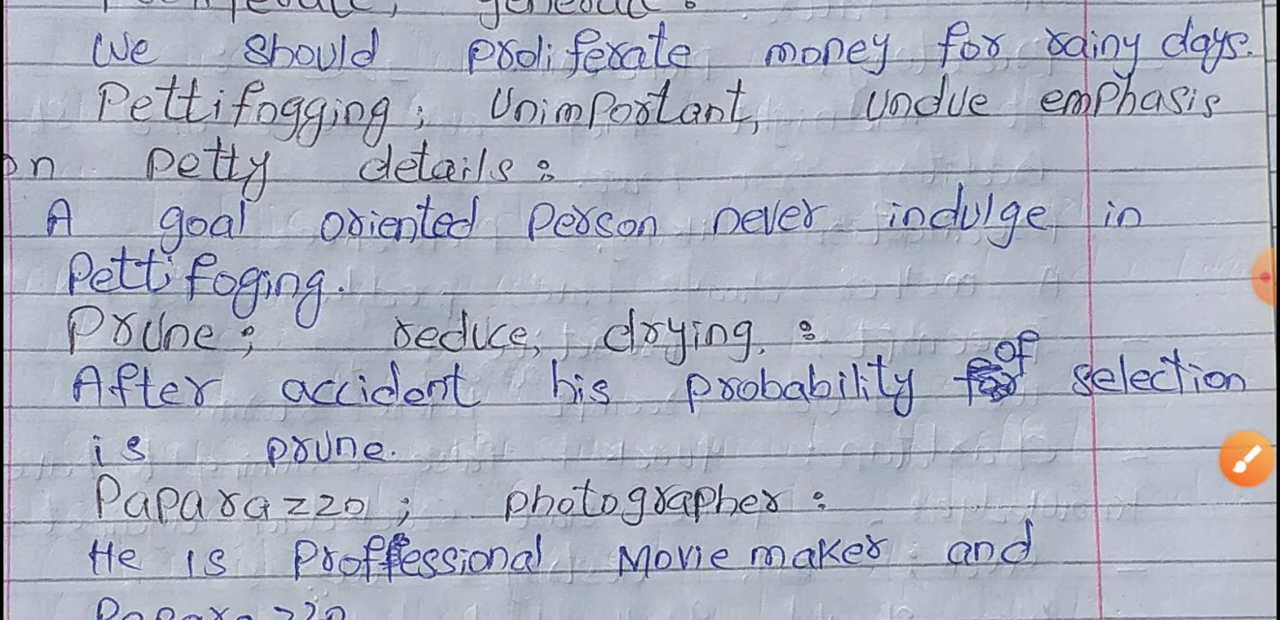 generate :
We should proliferate money for rainy days.
Pettifogging ; Unimportant, undue emphasis
on petty details :
A goal oriented person never indulge in
Pettifoging.
Prune ; reduce, drying, :
After accident his probability of selection
is prune.
Paparazzo ; photographer :
He is Proffessional Movie maker and
Paparazzo